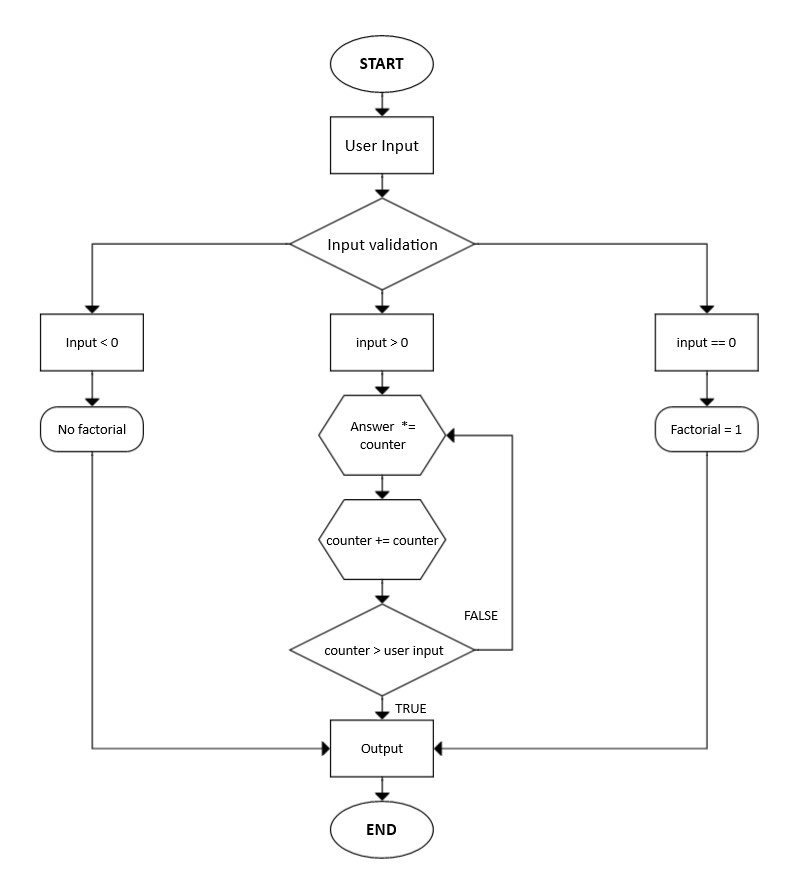 START
User Input
Input validation
Input < 0
input > 0
input == 0
No factorial
Answer *=
counter
Factorial = 1
counter += counter
FALSE
counter > user input
TRUE
Output
END